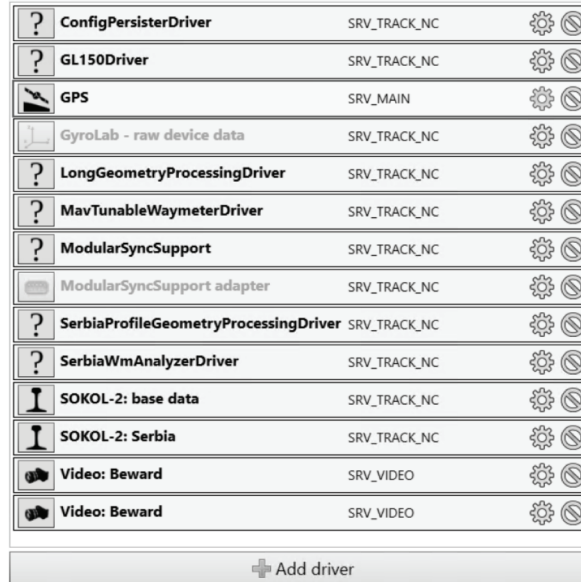 ? ConfigPersisterDriver SRV_TRACK_NC
? GL150Driver SRV_TRACK_NC
GPS SRV_MAIN
GyroLab - raw device data SRV_TRACK_NC
? LongGeometryProcessingDriver SRV_TRACK_NC
? MavTunableWaymeterDriver SRV_TRACK_NC
? ModularSyncSupport SRV_TRACK_NC
ModularSyncSupport adapter SRV_TRACK_NC
? SerbiaProfileGeometryProcessingDriver SRV_TRACK_NC
? SerbiaWmAnalyzerDriver SRV_TRACK_NC
SOKOL-2: base data SRV_TRACK_NC
SOKOL-2: Serbia SRV_TRACK_NC
Video: Beward SRV_VIDEO
Video: Beward SRV_VIDEO
Add driver